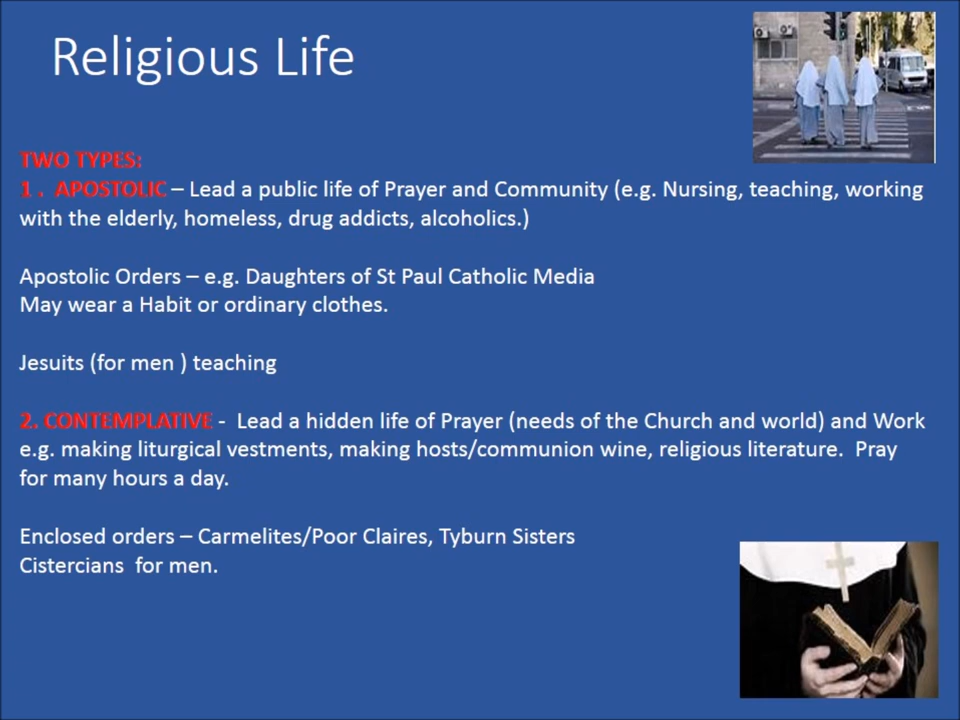 Religious Life
TWO TYPES:
1 . APOSTOLIC – Lead a public life of Prayer and Community (e.g. Nursing, teaching, working
with the elderly, homeless, drug addicts, alcoholics.)
Apostolic Orders – e.g. Daughters of St Paul Catholic Media
May wear a Habit or ordinary clothes.
Jesuits (for men ) teaching
2. CONTEMPLATIVE - Lead a hidden life of Prayer (needs of the Church and world) and Work
e.g. making liturgical vestments, making hosts/communion wine, religious literature. Pray
for many hours a day.
Enclosed orders – Carmelites/Poor Claires, Tyburn Sisters
Cistercians for men.